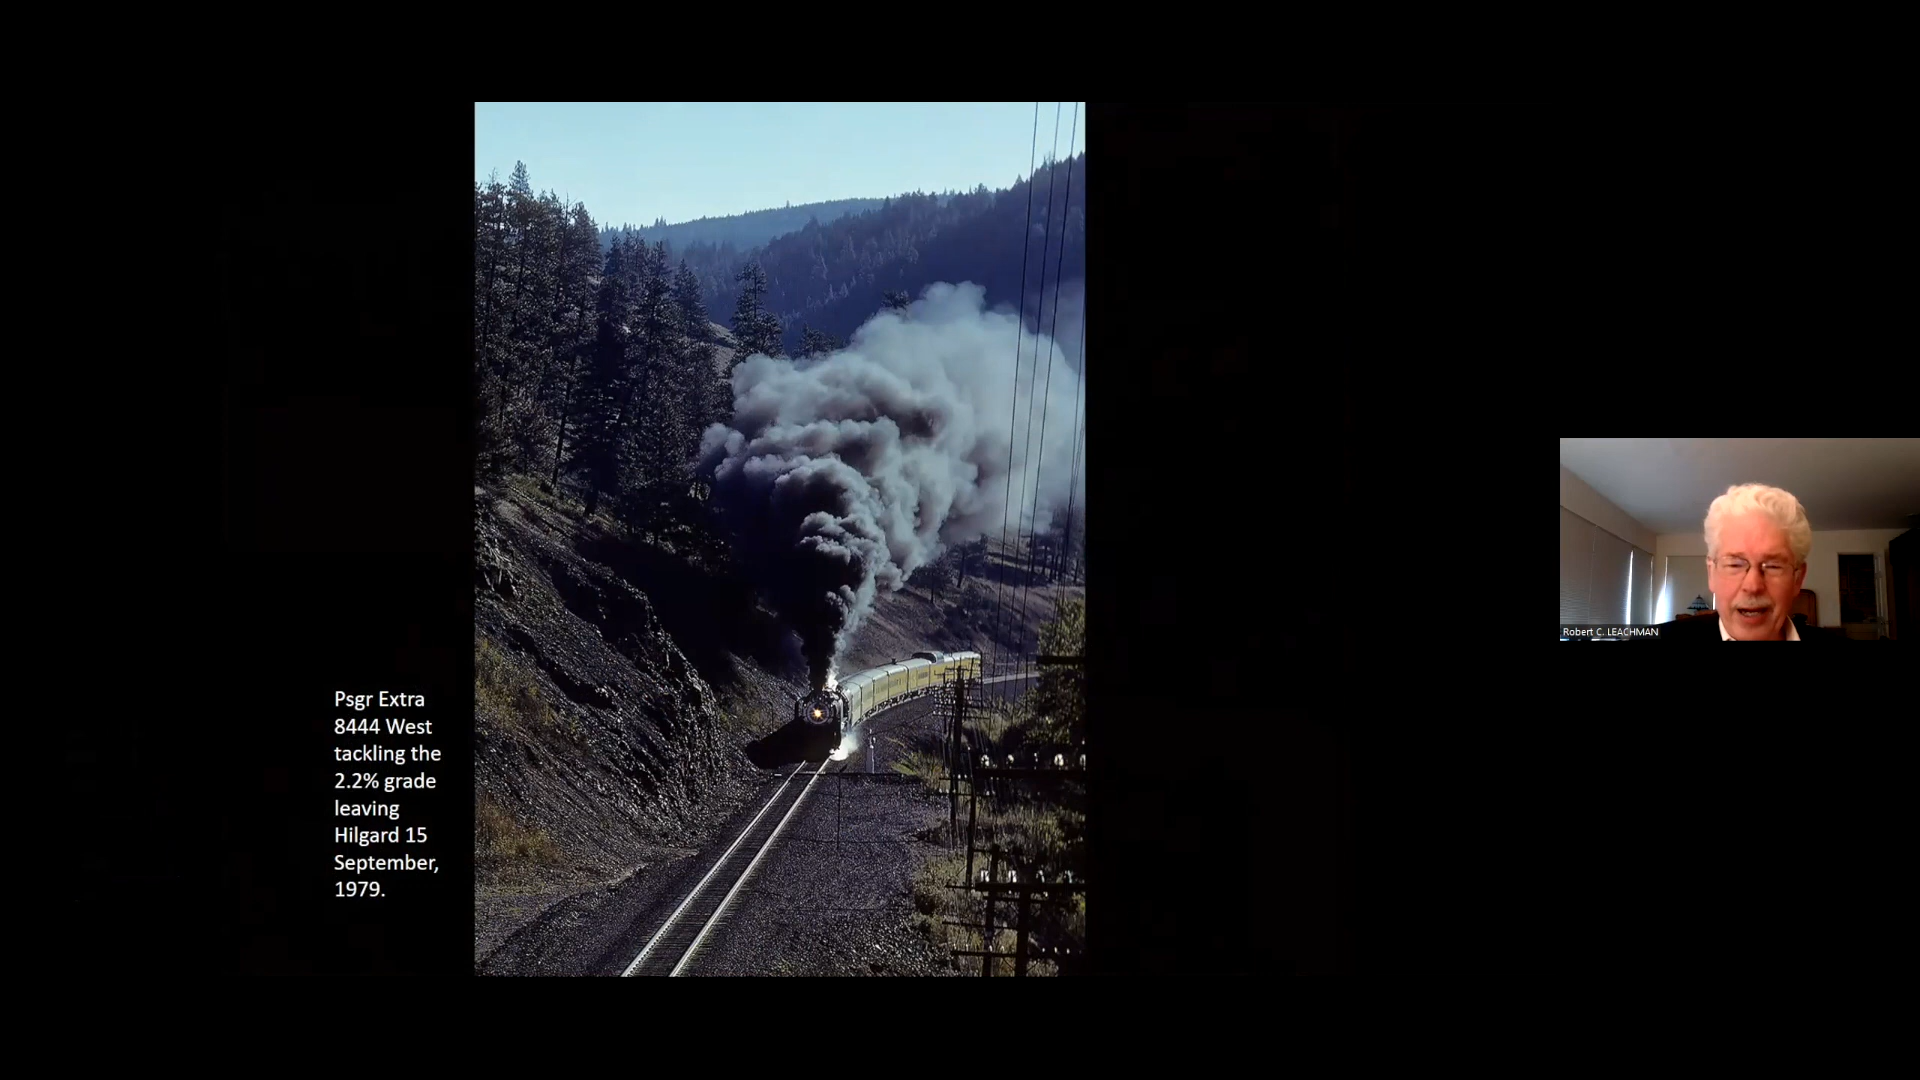 Psgr Extra
8444 West
tackling the
2.2% grade
leaving
Hilgard 15
September,
1979.
Robert C. LEACHMAN